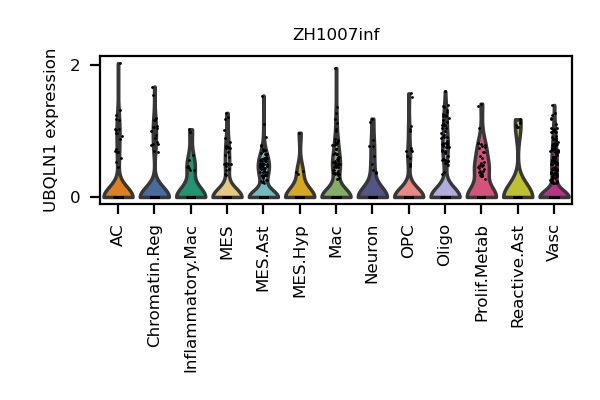 ZH1007inf
UBQLN1 expression
2
0
AC
Chromatin.Reg
Inflammatory.Mac
MES
MES.Ast
MES.Hyp
Mac
Neuron
OPC
Oligo
Prolif.Metab
Reactive.Ast
Vasc